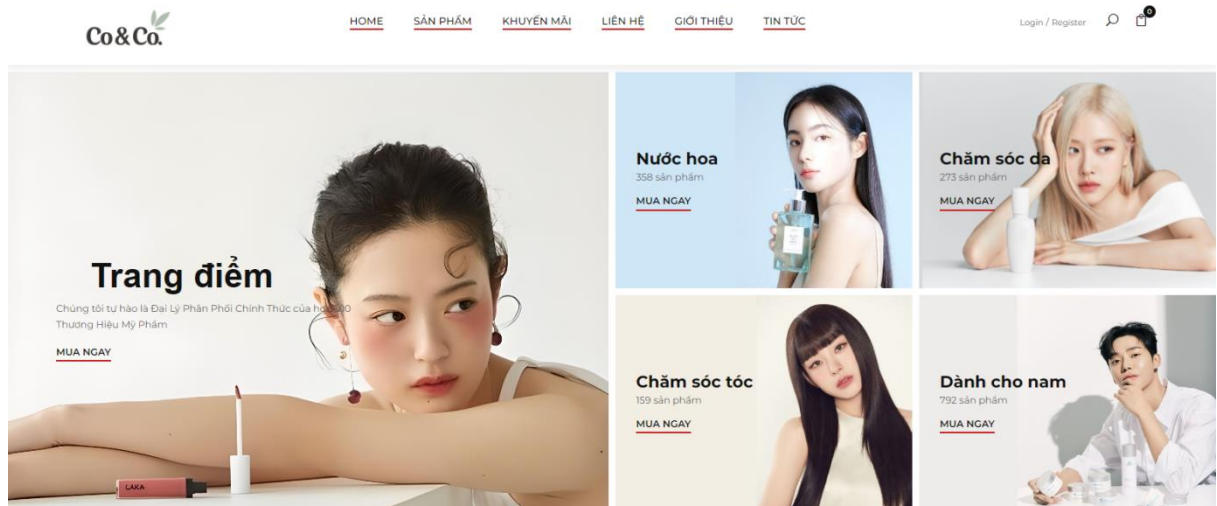 Co & Co.
HOME SẢN PHẨM KHUYẾN MÃI LIÊN HỆ GIỚI THIỆU TIN TỨC
Login / Register
0
Trang điểm
Chúng tôi tự hào là Đại Lý Phân Phối Chính Thức của hơn 500
Thương Hiệu Mỹ Phẩm
MUA NGAY
LAKA
Nước hoa
358 sản phẩm
MUA NGAY
Chăm sóc da
273 sản phẩm
MUA NGAY
Chăm sóc tóc
159 sản phẩm
MUA NGAY
Dành cho nam
792 sản phẩm
MUA NGAY